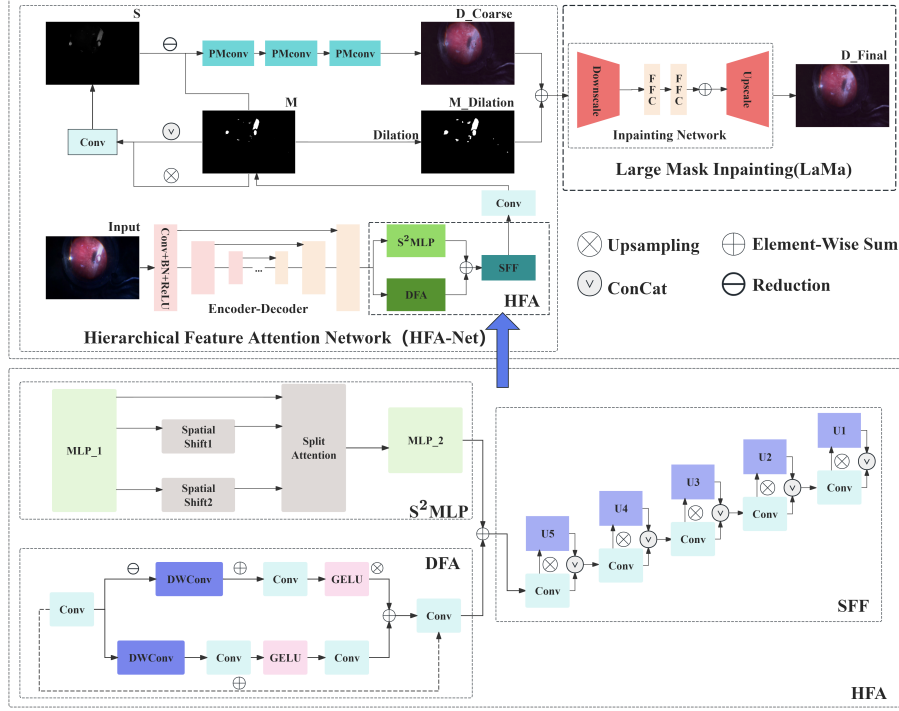 S
D_Coarse
PMconv
PMconv
PMconv
D_Final
Downscale
F
F
C
F
F
C
Upscale
Inpainting Network
M
M_Dilation
Dilation
v
Conv
Large Mask Inpainting(LaMa)
Conv
Input
Conv+BN+ReLU
...
Encoder-Decoder
S²MLP
DFA
SFF
HFA
Upsampling
Element-Wise Sum
v
ConCat
Reduction
Hierarchical Feature Attention Network（HFA-Net）
MLP_1
Spatial
Shift1
Spatial
Shift2
Split
Attention
MLP_2
S²MLP
U1
v
U2
Conv
v
U3
Conv
v
U4
Conv
v
U5
Conv
v
Conv
SFF
DFA
Conv
DWConv
Conv
GELU
Conv
DWConv
Conv
GELU
Conv
HFA